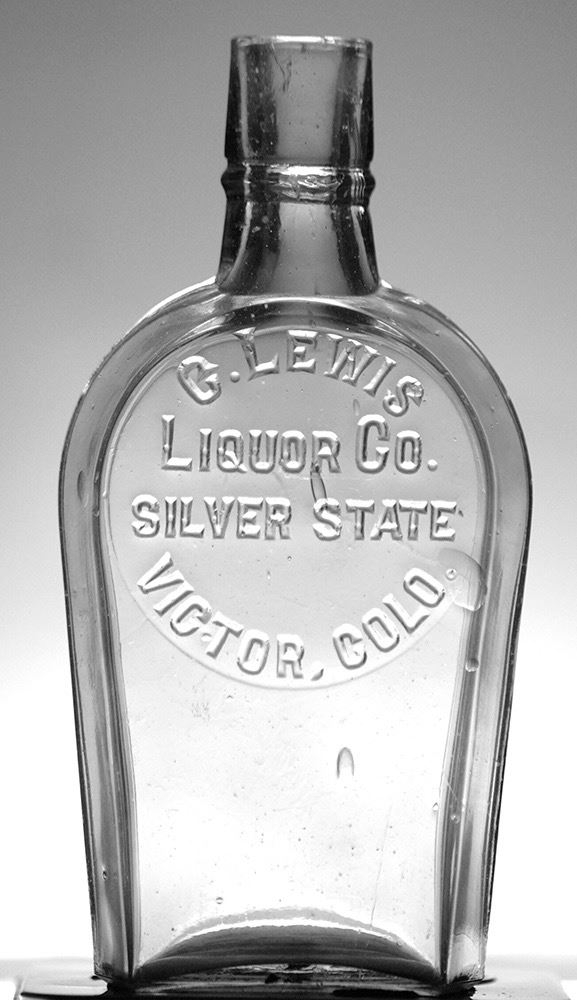 G. LEWIS
LIQUOR CO.
SILVER STATE
VICTOR, COLO.